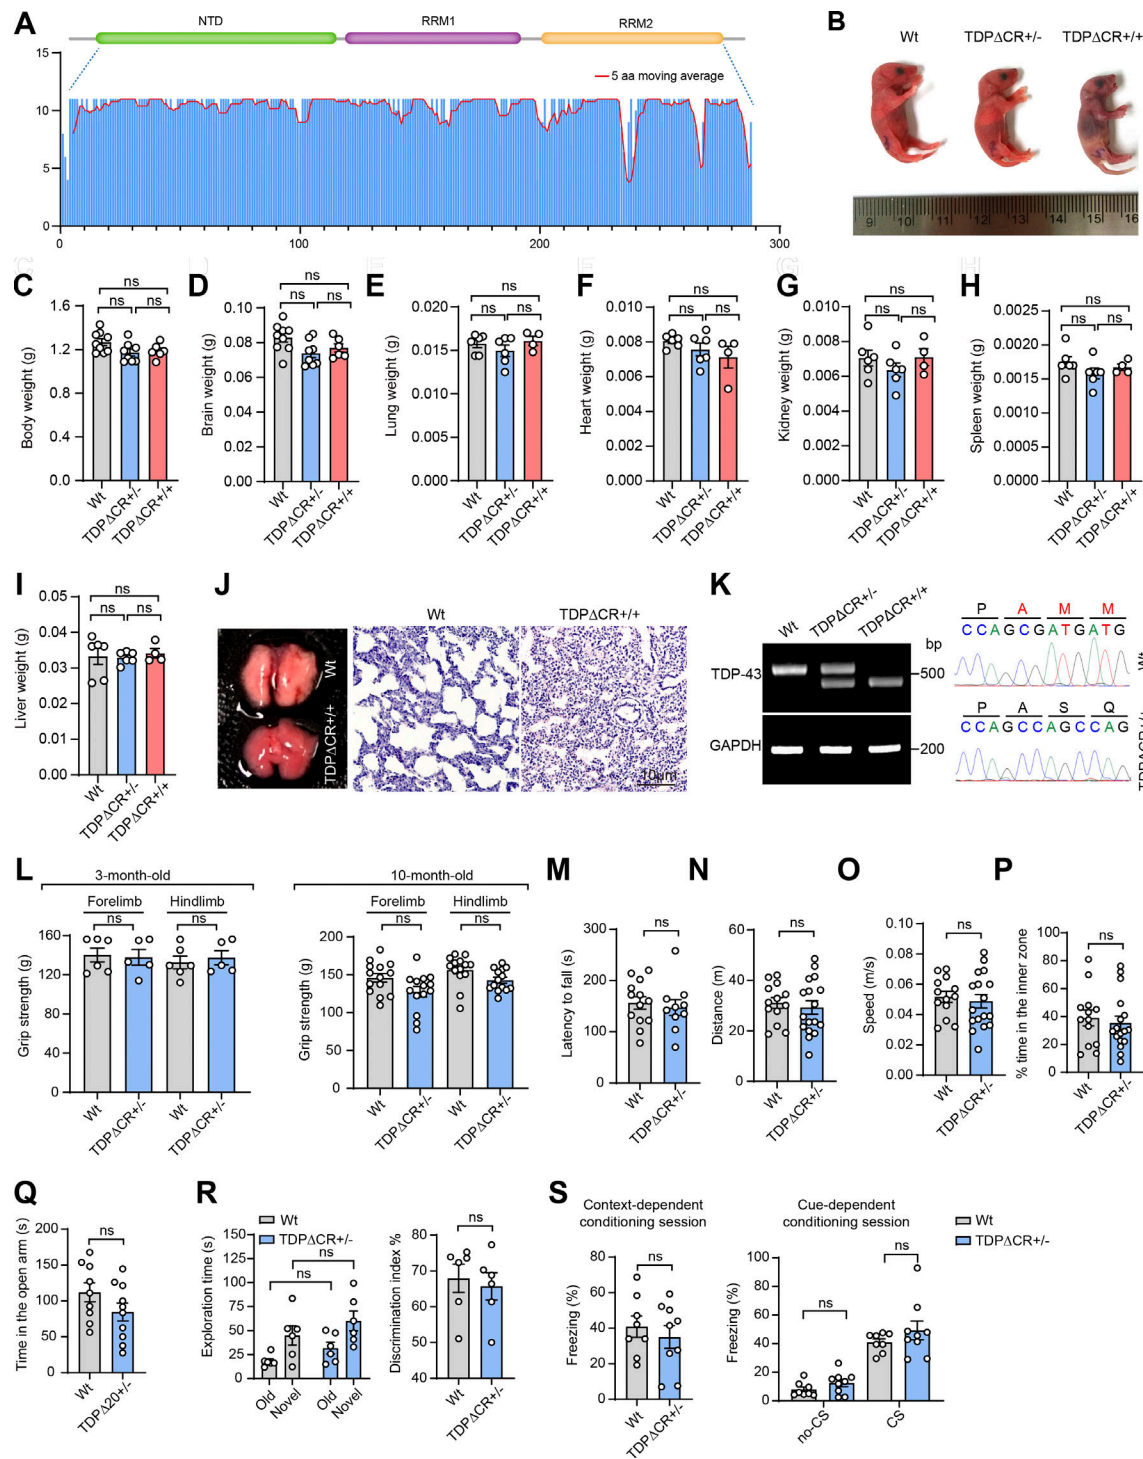 A
NTD
RRM1
RRM2
15
10
5
0
5 aa moving average
0
100
200
300
B
Wt
TDPΔCR+/-
TDPΔCR+/+
9 10 11 12 13 14 15 16
C
Body weight (g)
1.6
1.2
0.8
0.4
0.0
ns
ns
ns
Wt
TDPΔCR+/-
TDPΔCR+/+
D
Brain weight (g)
0.10
0.08
0.06
0.04
0.02
0.00
ns
ns
ns
Wt
TDPΔCR+/-
TDPΔCR+/+
E
Lung weight (g)
0.020
0.015
0.010
0.005
0.000
ns
ns
ns
Wt
TDPΔCR+/-
TDPΔCR+/+
F
Heart weight (g)
0.010
0.008
0.006
0.004
0.002
0.000
ns
ns
ns
Wt
TDPΔCR+/-
TDPΔCR+/+
G
Kidney weight (g)
0.010
0.008
0.006
0.004
0.002
0.000
ns
ns
ns
Wt
TDPΔCR+/-
TDPΔCR+/+
H
Spleen weight (g)
0.0025
0.0020
0.0015
0.0010
0.0005
0.0000
ns
ns
ns
Wt
TDPΔCR+/-
TDPΔCR+/+
I
Liver weight (g)
0.05
0.04
0.03
0.02
0.01
0.00
ns
ns
ns
Wt
TDPΔCR+/-
TDPΔCR+/+
J
Wt
TDPΔCR+/+
Wt
TDPΔCR+/+
10μm
K
Wt
TDPΔCR+/-
TDPΔCR+/+
bp
TDP-43
500
GAPDH
200
P A M M
CCAGCGATGATG
Wt
P A S Q
CCAGCCAGCCAG
TDPΔCR+/+
L
3-month-old
Forelimb Hindlimb
ns ns
Grip strength (g)
160
120
80
40
0
Wt
TDPΔCR+/-
Wt
TDPΔCR+/-
10-month-old
Forelimb Hindlimb
ns ns
Grip strength (g)
200
150
100
50
0
Wt
TDPΔCR+/-
Wt
TDPΔCR+/-
M
Latency to fall (s)
300
200
100
0
ns
Wt
TDPΔCR+/-
N
Distance (m)
60
40
20
0
ns
Wt
TDPΔCR+/-
O
Speed (m/s)
0.10
0.08
0.06
0.04
0.02
0.00
ns
Wt
TDPΔCR+/-
P
% time in the inner zone
100
80
60
40
20
0
ns
Wt
TDPΔCR+/-
Q
Time in the open arm (s)
200
150
100
50
0
ns
Wt
TDPΔ20+/-
R
Wt
TDPΔCR+/-
Exploration time (s)
150
125
100
75
50
25
0
ns
ns
Old
Novel
Old
Novel
Discrimination index %
80
70
60
50
40
ns
Wt
TDPΔCR+/-
S
Context-dependent
conditioning session
Freezing (%)
80
60
40
20
0
ns
Wt
TDPΔCR+/-
Cue-dependent
conditioning session
Freezing (%)
100
80
60
40
20
0
ns
ns
no-CS
CS
Wt
TDPΔCR+/-